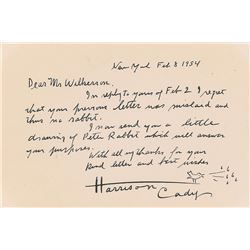 New York Feb 8 1954
Dear Mr Wilkerson.
In reply to yours of Feb 2 I regret
that your previous letter was mislaid and
thus no rabbit.
I now send you a little
drawing of Peter Rabbit which will answer
your purposes.
With all my thanks for your
kind letter and best wishes
Harrison
Cady